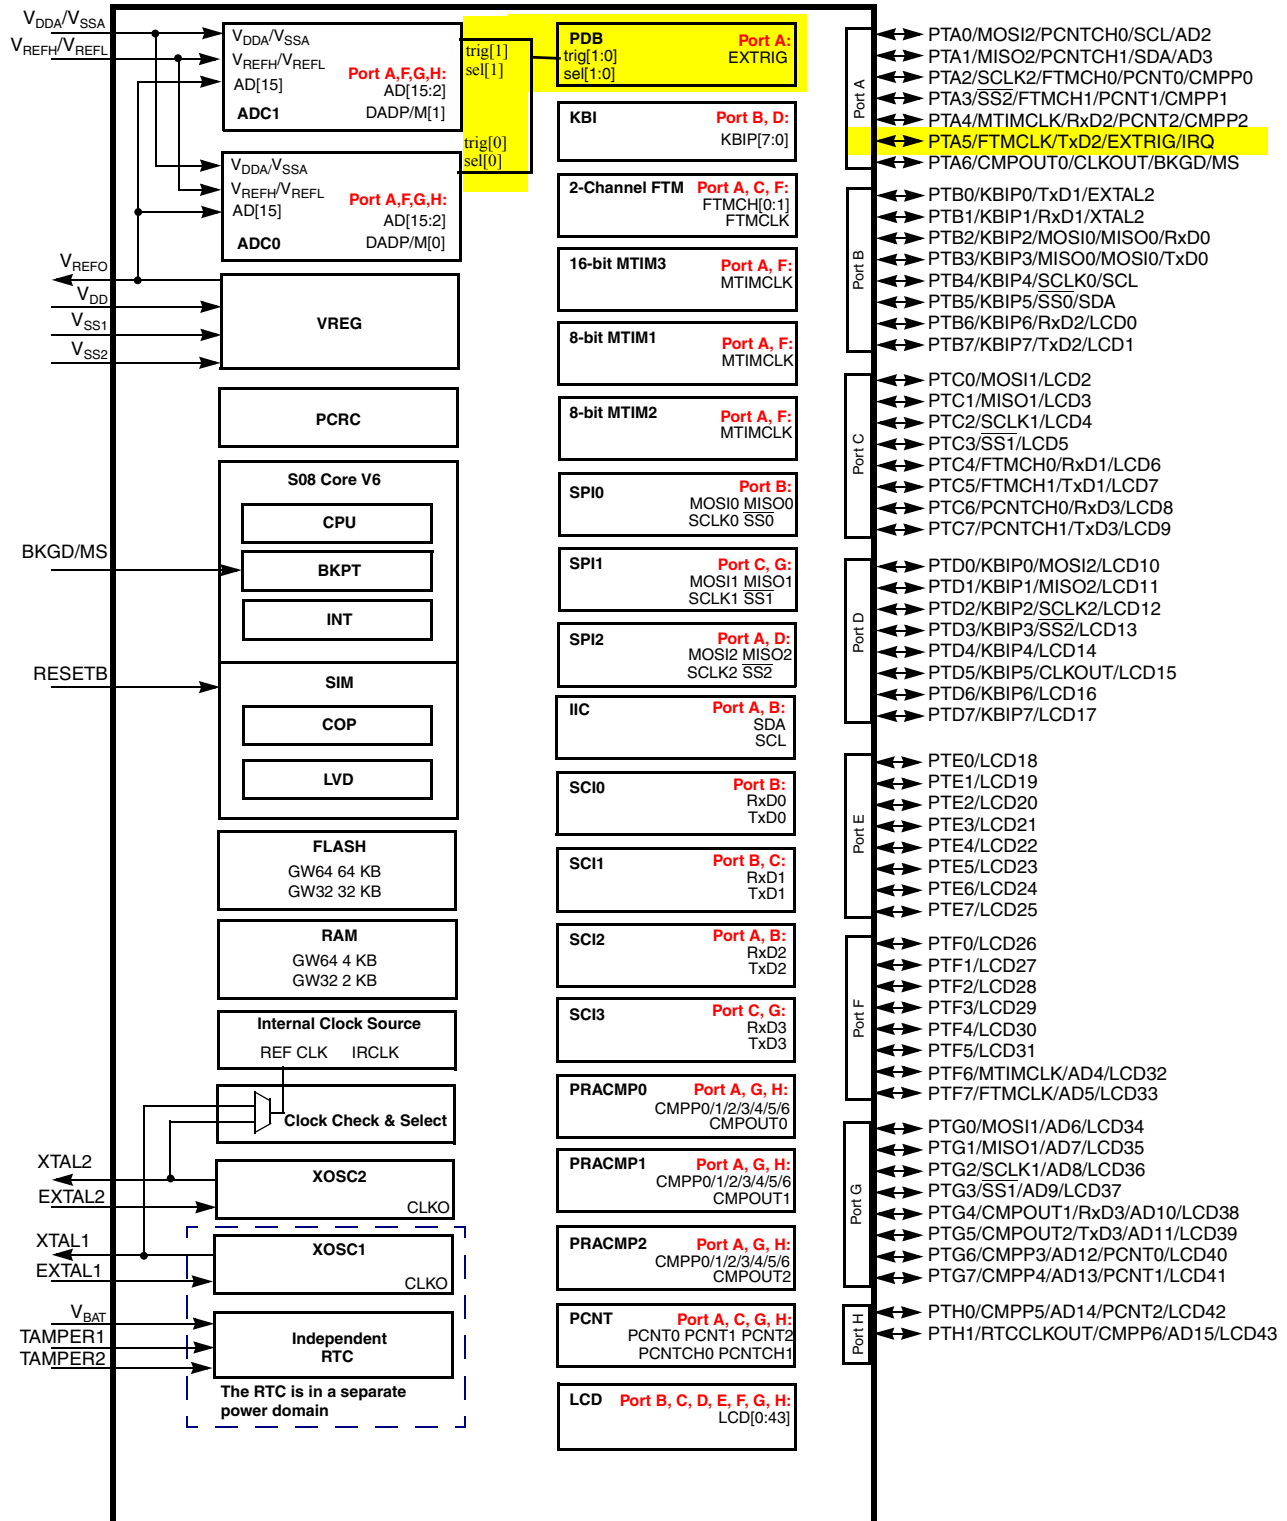 VDDA/VSSA
VREFH/VREFL
VDDA/VSSA
VREFH/VREFL
AD[15]
Port A,F,G,H:
AD[15:2]
ADC1
DADP/M[1]
trig[1]
sel[1]
trig[0]
sel[0]
VDDA/VSSA
VREFH/VREFL
AD[15]
Port A,F,G,H:
AD[15:2]
ADC0
DADP/M[0]
VREFO
VDD
VSS1
VSS2
VREG
PCRC
S08 Core V6
CPU
BKGD/MS
BKPT
INT
RESETB
SIM
COP
LVD
FLASH
GW64 64 KB
GW32 32 KB
RAM
GW64 4 KB
GW32 2 KB
Internal Clock Source
REF CLK IRCLK
Clock Check & Select
XTAL2
EXTAL2
XOSC2
CLKO
XTAL1
EXTAL1
XOSC1
CLKO
VBAT
TAMPER1
TAMPER2
Independent
RTC
The RTC is in a separate
power domain
PDB Port A:
trig[1:0] EXTRIG
sel[1:0]
KBI Port B, D:
KBIP[7:0]
2-Channel FTM Port A, C, F:
FTMCH[0:1]
FTMCLK
16-bit MTIM3 Port A, F:
MTIMCLK
8-bit MTIM1 Port A, F:
MTIMCLK
8-bit MTIM2 Port A, F:
MTIMCLK
SPI0 Port B:
MOSI0 MISO0
SCLK0 SS0
SPI1 Port C, G:
MOSI1 MISO1
SCLK1 SS1
SPI2 Port A, D:
MOSI2 MISO2
SCLK2 SS2
IIC Port A, B:
SDA
SCL
SCI0 Port B:
RxD0
TxD0
SCI1 Port B, C:
RxD1
TxD1
SCI2 Port A, B:
RxD2
TxD2
SCI3 Port C, G:
RxD3
TxD3
PRACMP0 Port A, G, H:
CMPP0/1/2/3/4/5/6
CMPOUT0
PRACMP1 Port A, G, H:
CMPP0/1/2/3/4/5/6
CMPOUT1
PRACMP2 Port A, G, H:
CMPP0/1/2/3/4/5/6
CMPOUT2
PCNT Port A, C, G, H:
PCNT0 PCNT1 PCNT2
PCNTCH0 PCNTCH1
LCD Port B, C, D, E, F, G, H:
LCD[0:43]
Port A
PTA0/MOSI2/PCNTCH0/SCL/AD2
PTA1/MISO2/PCNTCH1/SDA/AD3
PTA2/SCLK2/FTMCH0/PCNT0/CMPP0
PTA3/SS2/FTMCH1/PCNT1/CMPP1
PTA4/MTIMCLK/RxD2/PCNT2/CMPP2
PTA5/FTMCLK/TxD2/EXTRIG/IRQ
PTA6/CMPOUT0/CLKOUT/BKGD/MS
Port B
PTB0/KBIP0/TxD1/EXTAL2
PTB1/KBIP1/RxD1/XTAL2
PTB2/KBIP2/MOSI0/MISO0/RxD0
PTB3/KBIP3/MISO0/MOSI0/TxD0
PTB4/KBIP4/SCLK0/SCL
PTB5/KBIP5/SS0/SDA
PTB6/KBIP6/RxD2/LCD0
PTB7/KBIP7/TxD2/LCD1
Port C
PTC0/MOSI1/LCD2
PTC1/MISO1/LCD3
PTC2/SCLK1/LCD4
PTC3/SS1/LCD5
PTC4/FTMCH0/RxD1/LCD6
PTC5/FTMCH1/TxD1/LCD7
PTC6/PCNTCH0/RxD3/LCD8
PTC7/PCNTCH1/TxD3/LCD9
Port D
PTD0/KBIP0/MOSI2/LCD10
PTD1/KBIP1/MISO2/LCD11
PTD2/KBIP2/SCLK2/LCD12
PTD3/KBIP3/SS2/LCD13
PTD4/KBIP4/LCD14
PTD5/KBIP5/CLKOUT/LCD15
PTD6/KBIP6/LCD16
PTD7/KBIP7/LCD17
Port E
PTE0/LCD18
PTE1/LCD19
PTE2/LCD20
PTE3/LCD21
PTE4/LCD22
PTE5/LCD23
PTE6/LCD24
PTE7/LCD25
Port F
PTF0/LCD26
PTF1/LCD27
PTF2/LCD28
PTF3/LCD29
PTF4/LCD30
PTF5/LCD31
PTF6/MTIMCLK/AD4/LCD32
PTF7/FTMCLK/AD5/LCD33
Port G
PTG0/MOSI1/AD6/LCD34
PTG1/MISO1/AD7/LCD35
PTG2/SCLK1/AD8/LCD36
PTG3/SS1/AD9/LCD37
PTG4/CMPOUT1/RxD3/AD10/LCD38
PTG5/CMPOUT2/TxD3/AD11/LCD39
PTG6/CMPP3/AD12/PCNT0/LCD40
PTG7/CMPP4/AD13/PCNT1/LCD41
Port H
PTH0/CMPP5/AD14/PCNT2/LCD42
PTH1/RTCCLKOUT/CMPP6/AD15/LCD43